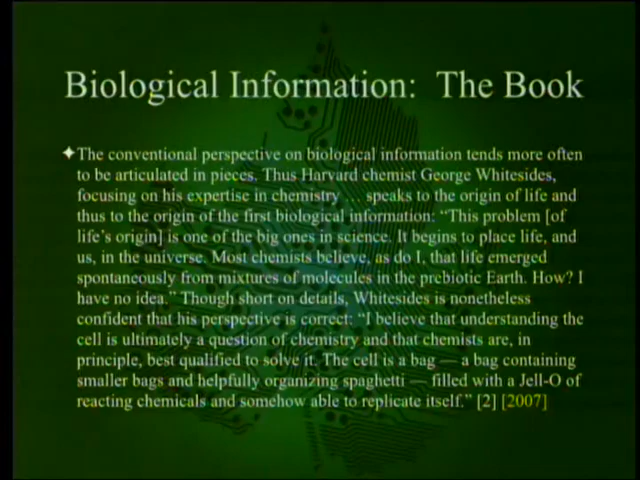 Biological Information:  The Book
✦The conventional perspective on biological information tends more often
to be articulated in pieces. Thus Harvard chemist George Whitesides,
focusing on his expertise in chemistry … speaks to the origin of life and
thus to the origin of the first biological information: “This problem [of
life’s origin] is one of the big ones in science. It begins to place life, and
us, in the universe. Most chemists believe, as do I, that life emerged
spontaneously from mixtures of molecules in the prebiotic Earth. How? I
have no idea.” Though short on details, Whitesides is nonetheless
confident that his perspective is correct: “I believe that understanding the
cell is ultimately a question of chemistry and that chemists are, in
principle, best qualified to solve it. The cell is a bag — a bag containing
smaller bags and helpfully organizing spaghetti — filled with a Jell-O of
reacting chemicals and somehow able to replicate itself.” [2] [2007]